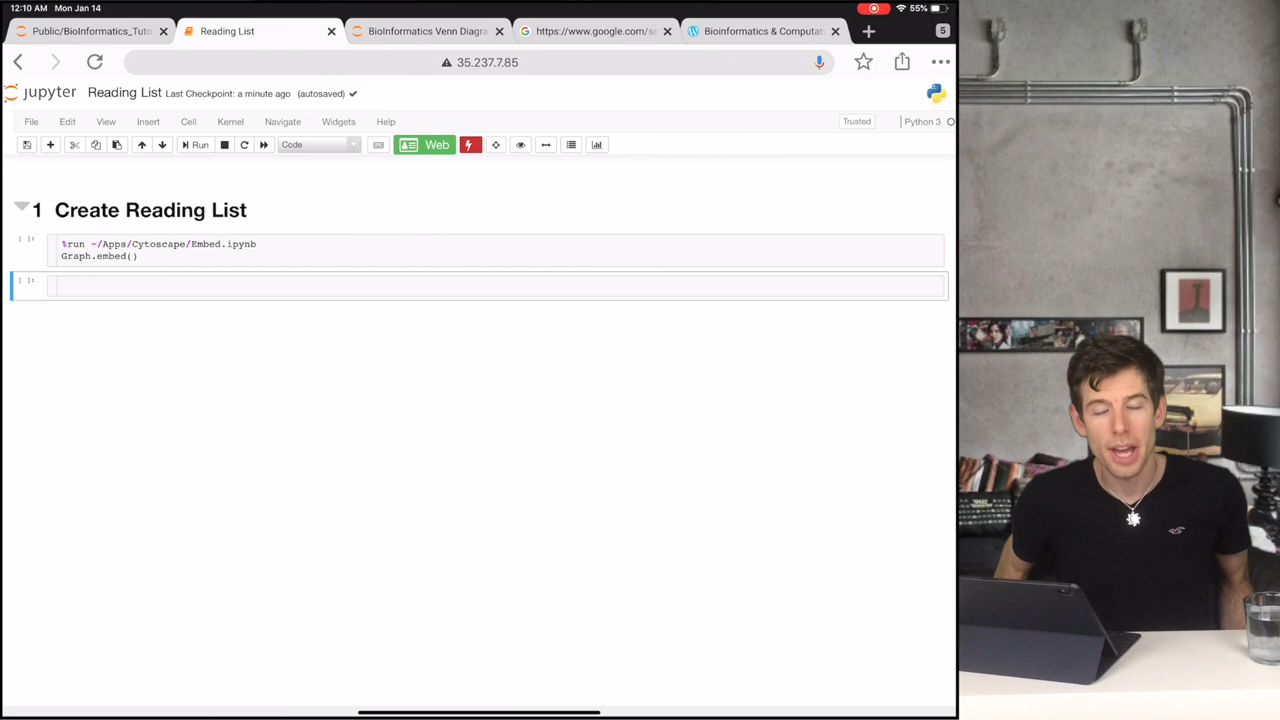 12:10 AM Mon Jan 14
55%
Public/BioInformatics_Tuto
Reading List
BioInformatics Venn Diagra
https://www.google.com/se
Bioinformatics & Computat
5
35.237.7.85
jupyter Reading List Last Checkpoint: a minute ago (autosaved)
File Edit View Insert Cell Kernel Navigate Widgets Help Trusted Python 3
Run Code Web
1 Create Reading List
[ ]: %run ~/Apps/Cytoscape/Embed.ipynb
Graph.embed()
[ ]: